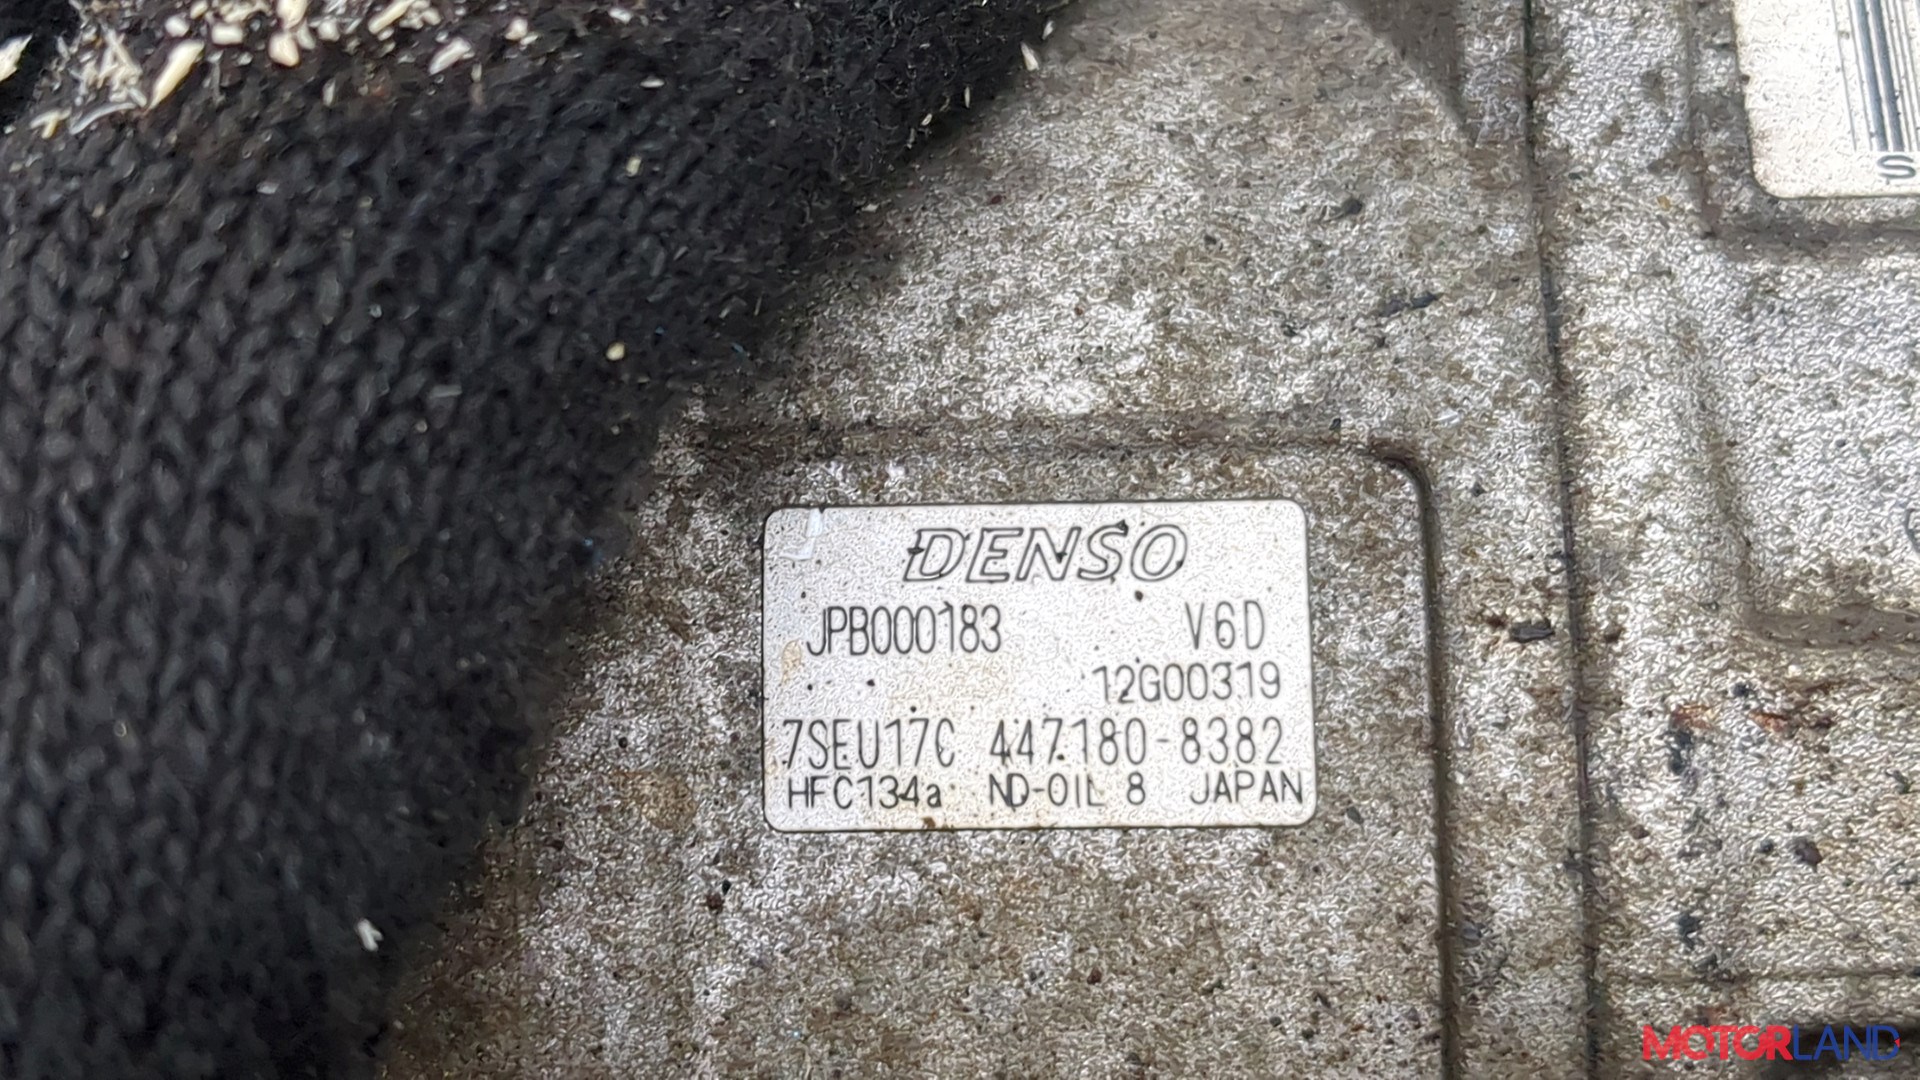 S
DENSO
JPB000183 V6D
12G00319
7SEU17C 447180-8382
HFC134a ND-OIL 8 JAPAN
MOTORLAND